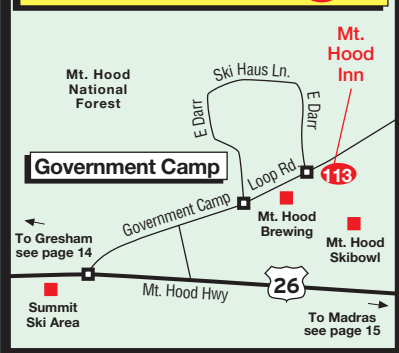 Mt.
Hood
Inn
Ski Haus Ln.
Mt. Hood
National
Forest
E Darr
E Darr
Government Camp
Loop Rd.
113
Government Camp
Mt. Hood
Brewing
Mt. Hood
Skibowl
To Gresham
see page 14
26
Mt. Hood Hwy
Summit
Ski Area
To Madras
see page 15